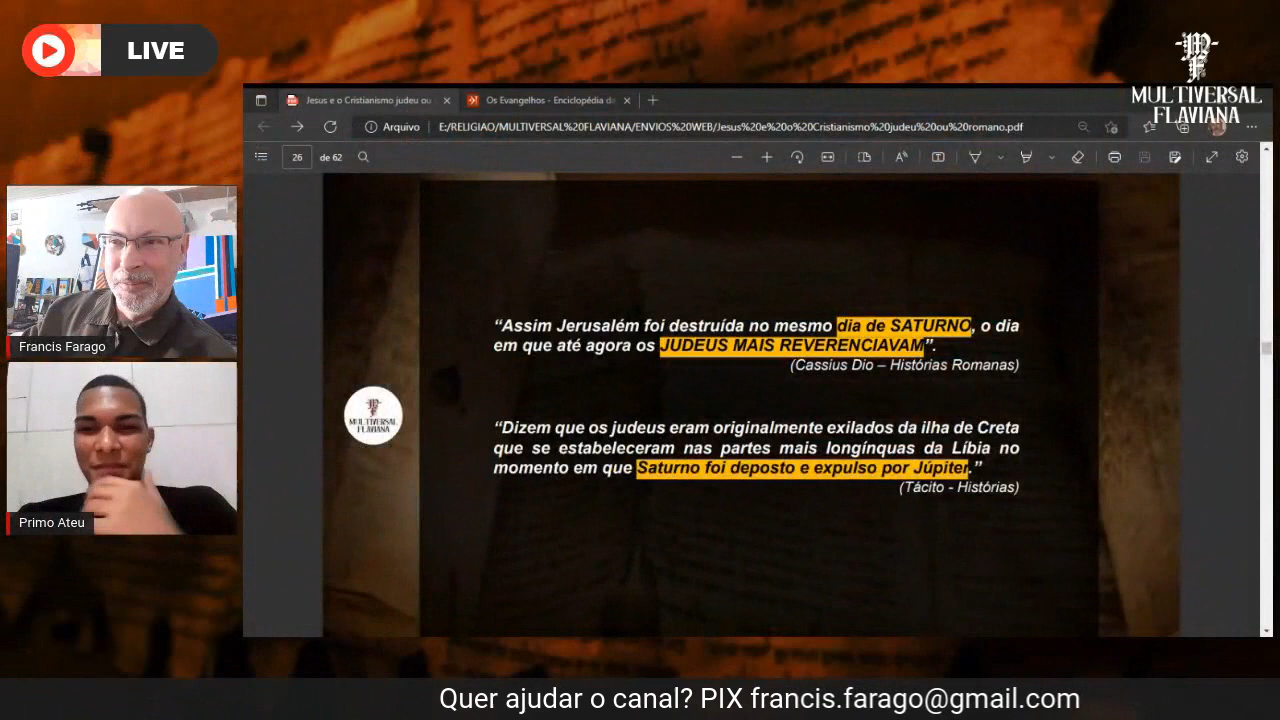 LIVE
MULTIVERSAL
FLAVIANA
Jesus e o Cristianismo judeu ou
Os Evangelhos - Enciclopédia da
Arquivo
E:/RELIGIAO/MULTIVERSAL%20FLAVIANA/ENVIOS%20WEB/Jesus%20e%20o%20Cristianismo%20judeu%20ou%20romano.pdf
26 de 62
“Assim Jerusalém foi destruída no mesmo dia de SATURNO, o dia
em que até agora os JUDEUS MAIS REVERENCIAVAM”.
(Cassius Dio – Histórias Romanas)
MULTIVERSAL
FLAVIANA
“Dizem que os judeus eram originalmente exilados da ilha de Creta
que se estabeleceram nas partes mais longínquas da Líbia no
momento em que Saturno foi deposto e expulso por Júpiter.”
(Tácito - Histórias)
Francis Farago
Primo Ateu
Quer ajudar o canal? PIX francis.farago@gmail.com